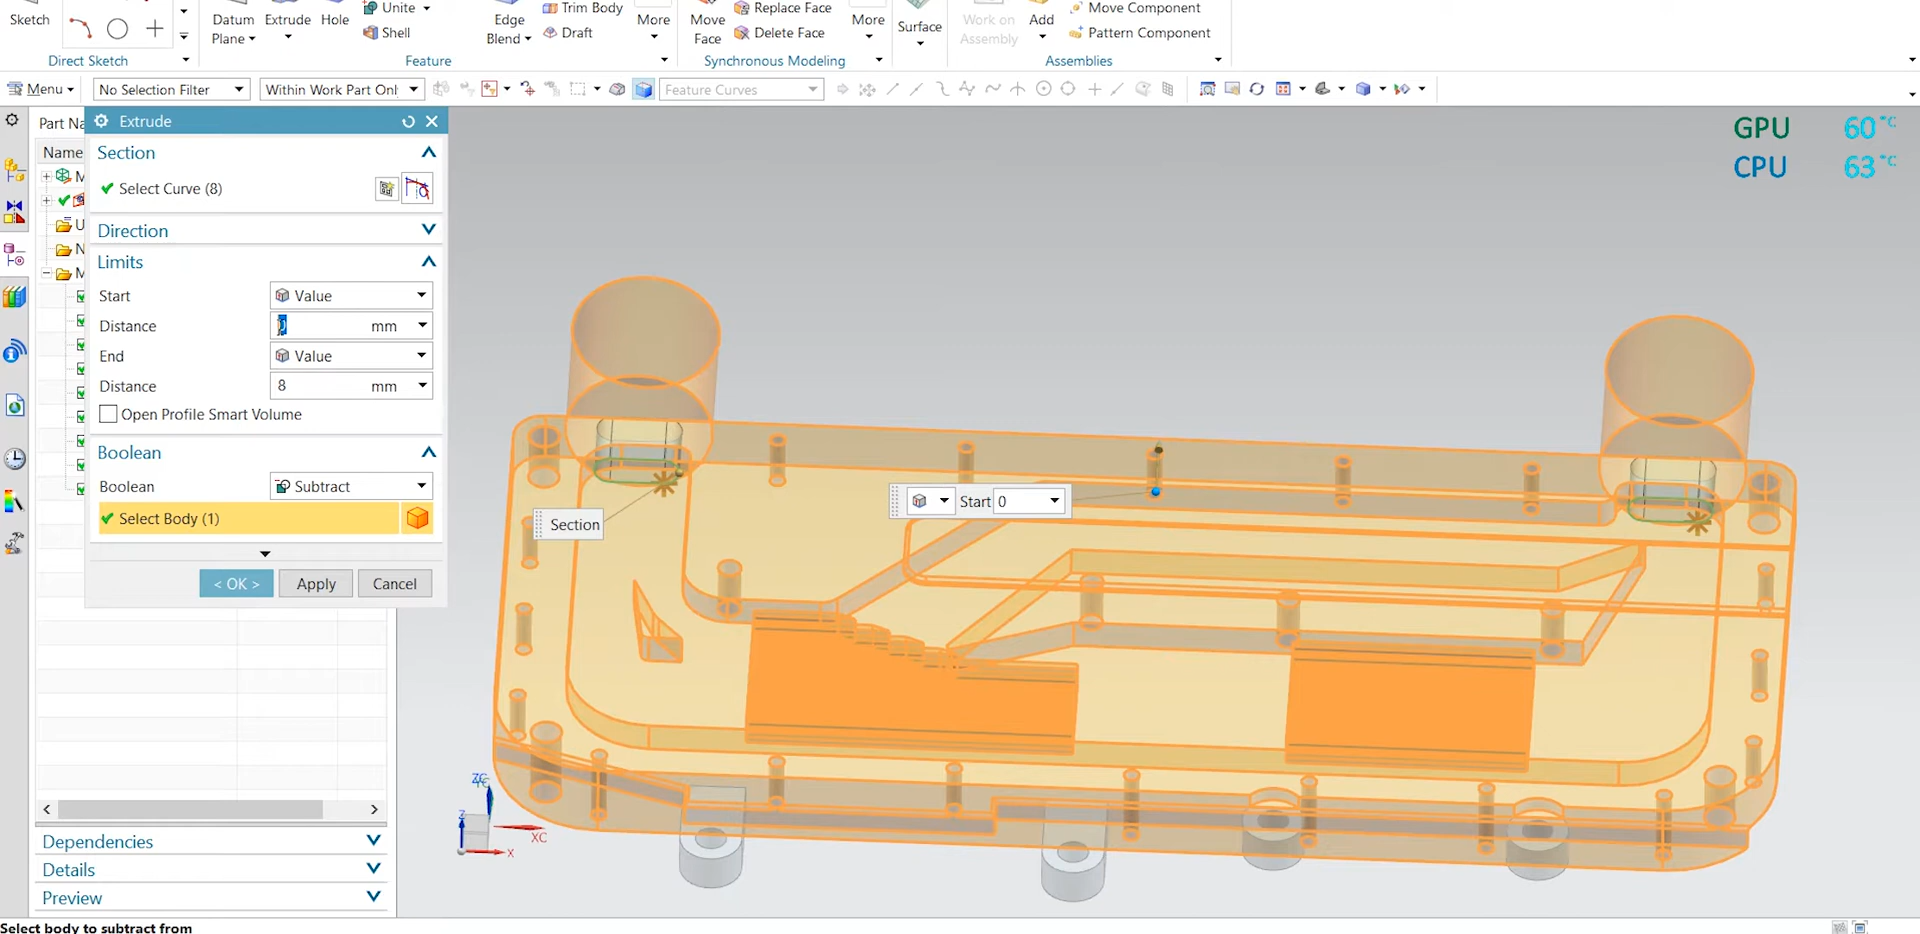 Sketch
Datum
Plane
Extrude
Hole
Unite
Shell
Edge
Blend
Trim Body
Draft
More
Move
Face
Replace Face
Delete Face
More
Surface
Work on
Assembly
Add
Move Component
Pattern Component
Direct Sketch
Feature
Synchronous Modeling
Assemblies
Menu
No Selection Filter
Within Work Part Onl
Feature Curves
Part Na
Name
Extrude
Section
Select Curve (8)
Direction
Limits
Start
Value
Distance
0
mm
End
Value
Distance
8
mm
Open Profile Smart Volume
Boolean
Boolean
Subtract
Select Body (1)
< OK >
Apply
Cancel
M
U
N
M
Dependencies
Details
Preview
Select body to subtract from
GPU 60°C
CPU 63°C
Section
Start 0
ZC
YC
Z
XC
X